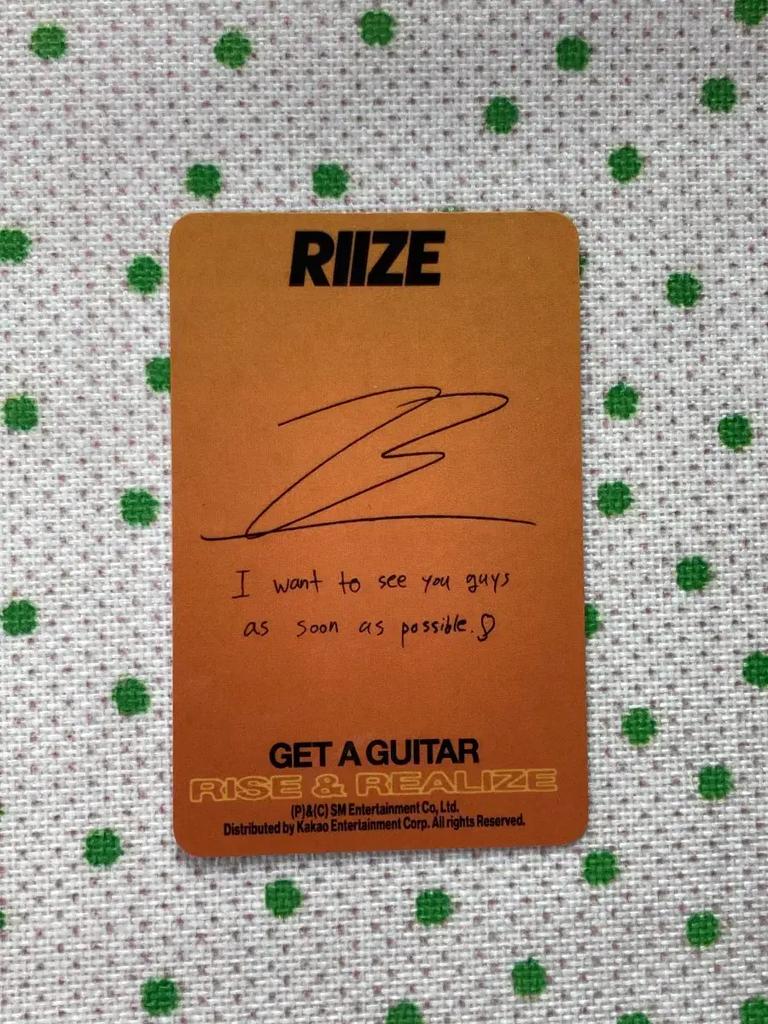 RIIZE
I want to see you guys
as soon as possible.
GET A GUITAR
RISE & REALIZE
(P)&(C) SM Entertainment Co, Ltd.
Distributed by Kakao Entertainment Corp. All rights Reserved.